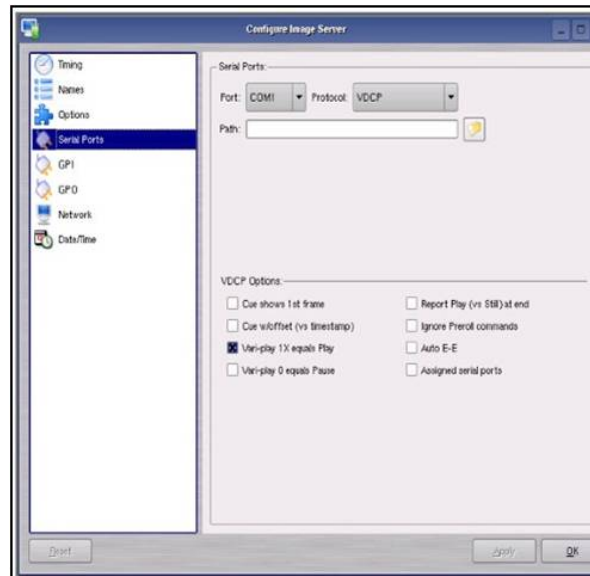 Configure Image Server
Timing
Names
Options
Serial Ports
GPI
GPO
Network
Date/Time
Serial Ports:
Port: COM1 Protocol: VDCP
Path:
VDCP Options:
Cue shows 1st frame
Report Play (vs Still) at end
Cue w/offset (vs timestamp)
Ignore Preroll commands
Vari-play 1X equals Play
Auto E-E
Vari-play 0 equals Pause
Assigned serial ports
Reset
Apply
OK